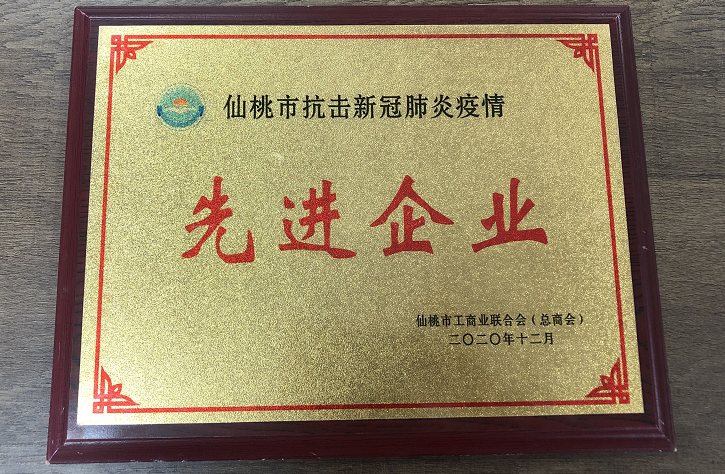 仙桃市抗击新冠肺炎疫情
先进企业
仙桃市工商业联合会（总商会）
二〇二〇年十二月